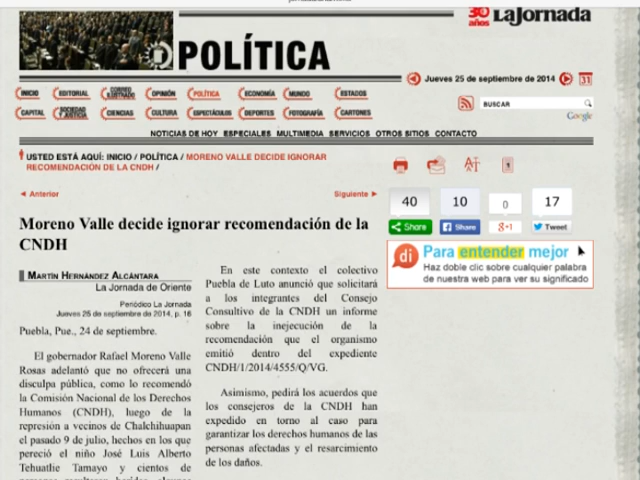 30 años La Jornada
POLÍTICA
Jueves 25 de septiembre de 2014
31
INICIO EDITORIAL CORREO ILUSTRADO OPINIÓN POLÍTICA ECONOMÍA MUNDO ESTADOS
CAPITAL SOCIEDAD Y JUSTICIA CIENCIAS CULTURA ESPECTÁCULOS DEPORTES FOTOGRAFÍA CARTONES
BUSCAR
Google
NOTICIAS DE HOY ESPECIALES MULTIMEDIA SERVICIOS OTROS SITIOS CONTACTO
USTED ESTÁ AQUÍ: INICIO / POLÍTICA / MORENO VALLE DECIDE IGNORAR
RECOMENDACIÓN DE LA CNDH /
◄ Anterior Siguiente ►
40 10 0 17
Share Share g+1 Tweet
Moreno Valle decide ignorar recomendación de la
CNDH
di Para entender mejor
Haz doble clic sobre cualquier palabra
de nuestra web para ver su significado
Martín Hernández Alcántara
La Jornada de Oriente
Periódico La Jornada
Jueves 25 de septiembre de 2014, p. 16
Puebla, Pue., 24 de septiembre.
El gobernador Rafael Moreno Valle
Rosas adelantó que no ofrecerá una
disculpa pública, como lo recomendó
la Comisión Nacional de los Derechos
Humanos (CNDH), luego de la
represión a vecinos de Chalchihuapan
el pasado 9 de julio, hechos en los que
pereció el niño José Luis Alberto
Tehuatlie Tamayo y cientos de
En este contexto el colectivo
Puebla de Luto anunció que solicitará
a los integrantes del Consejo
Consultivo de la CNDH un informe
sobre la inejecución de la
recomendación que el organismo
emitió dentro del expediente
CNDH/1/2014/4555/Q/VG.
Asimismo, pedirá los acuerdos que
los consejeros de la CNDH han
expedido en torno al caso para
garantizar los derechos humanos de las
personas afectadas y el resarcimiento
de los daños.